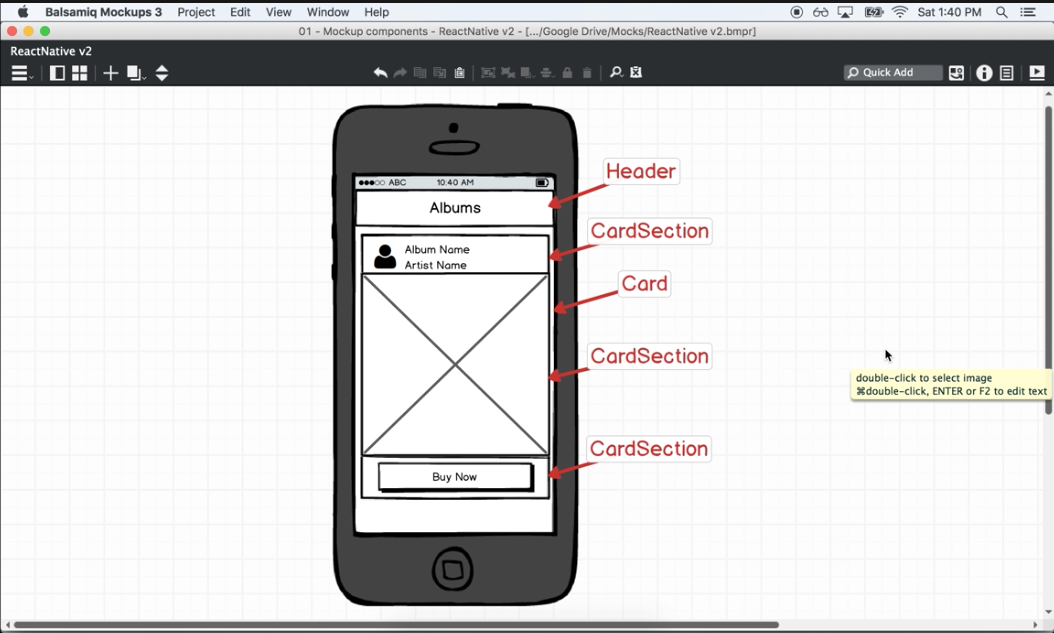 Balsamiq Mockups 3 Project Edit View Window Help Sat 1:40 PM
01 - Mockup components - ReactNative v2 - [.../Google Drive/Mocks/ReactNative v2.bmpr]
ReactNative v2
Quick Add
ABC 10:40 AM
Header
Albums
CardSection
Album Name
Artist Name
Card
CardSection
double-click to select image
⌘double-click, ENTER or F2 to edit text
CardSection
Buy Now